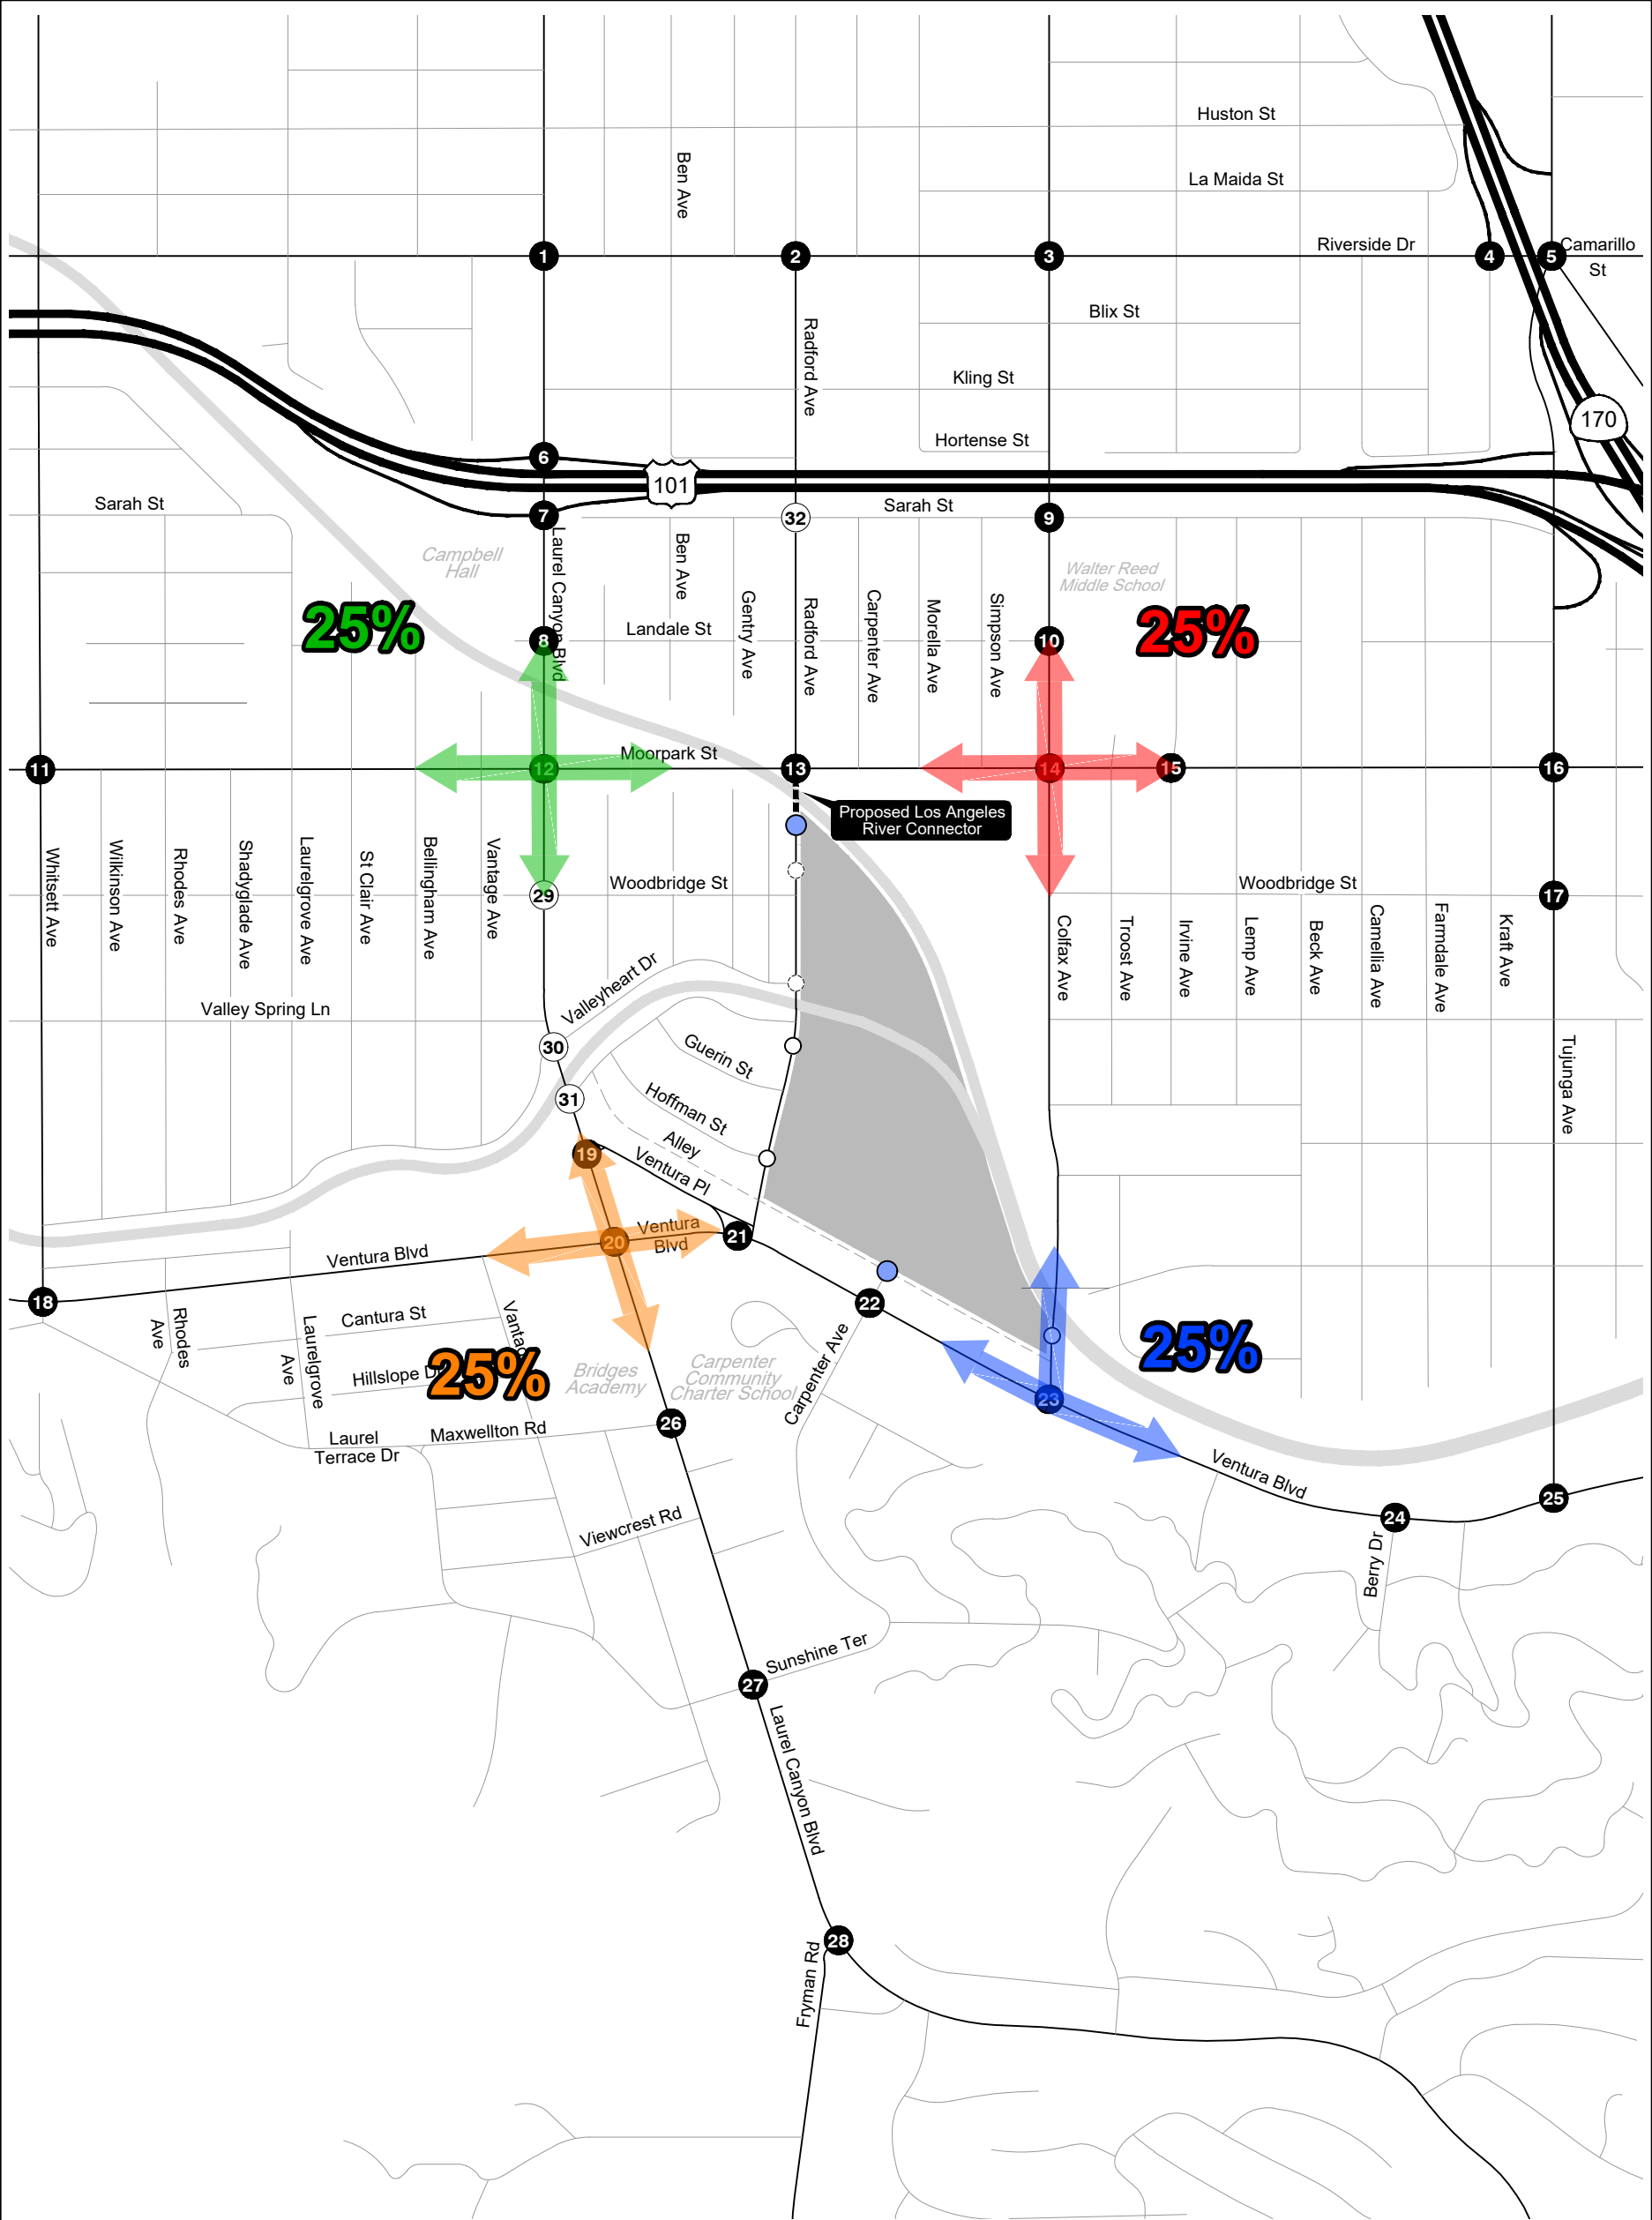 Huston St
Ben Ave
La Maida St
Riverside Dr
Camarillo
St
1
2
3
4
5
Blix St
Radford Ave
Kling St
170
Hortense St
6
101
Sarah St
Sarah St
7
32
9
Laurel Canyon Blvd
Campbell
Hall
Ben Ave
Walter Reed
Middle School
Gentry Ave
Radford Ave
Carpenter Ave
Morella Ave
Simpson Ave
25%
Landale St
25%
8
10
Moorpark St
11
12
13
14
15
16
Proposed Los Angeles
River Connector
Whitsett Ave
Wilkinson Ave
Rhodes Ave
Shadyglade Ave
Laurelgrove Ave
St Clair Ave
Bellingham Ave
Vantage Ave
Woodbridge St
Woodbridge St
29
17
Colfax Ave
Troost Ave
Irvine Ave
Lemp Ave
Beck Ave
Camellia Ave
Farmdale Ave
Kraft Ave
Valleyheart Dr
Valley Spring Ln
30
Guerin St
Tujunga Ave
31
Hoffman St
Alley
19
Ventura Pl
Ventura
Blvd
20
21
Ventura Blvd
18
22
Cantura St
Rhodes
Ave
Laurelgrove
Ave
25%
Hillslope
25%
Bridges
Academy
Carpenter
Community
Charter School
Carpenter Ave
23
26
Maxwellton Rd
Laurel
Terrace Dr
Ventura Blvd
25
24
Viewcrest Rd
Berry Dr
Sunshine Ter
27
Laurel Canyon Blvd
28
Fryman Rd